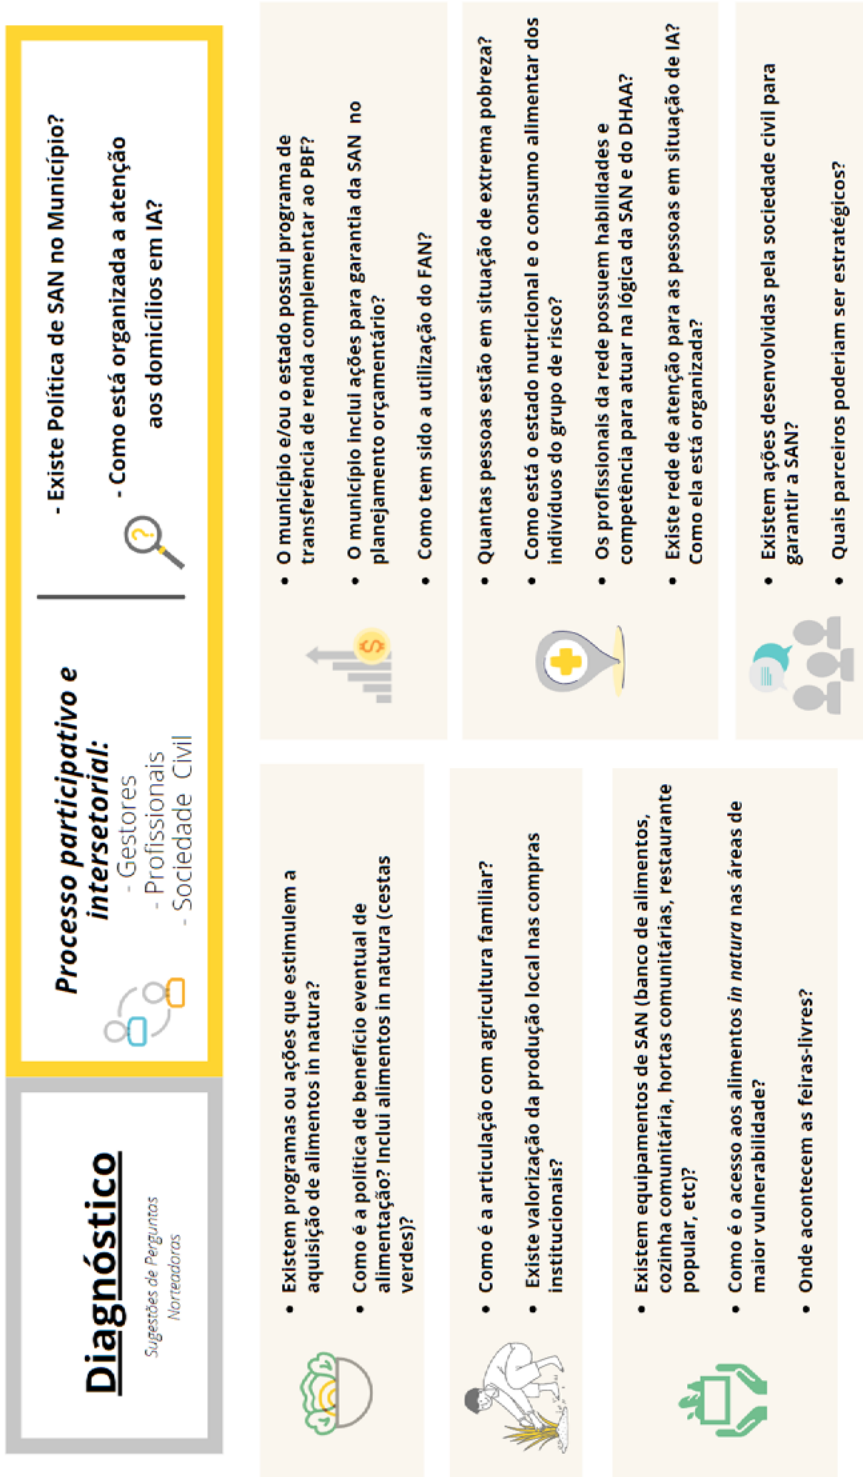 Diagnóstico
Sugestões de Perguntas
Norteadoras
Processo participativo e
intersetorial:
- Gestores
- Profissionais
- Sociedade Civil
- Existe Política de SAN no Município?
- Como está organizada a atenção
aos domicílios em IA?
?
• Existem programas ou ações que estimulem a
aquisição de alimentos in natura?
• Como é a política de benefício eventual de
alimentação? Inclui alimentos in natura (cestas
verdes)?
• Como é a articulação com agricultura familiar?
• Existe valorização da produção local nas compras
institucionais?
• Existem equipamentos de SAN (banco de alimentos,
cozinha comunitária, hortas comunitárias, restaurante
popular, etc)?
• Como é o acesso aos alimentos in natura nas áreas de
maior vulnerabilidade?
• Onde acontecem as feiras-livres?
$
• O município e/ou o estado possui programa de
transferência de renda complementar ao PBF?
• O município inclui ações para garantia da SAN no
planejamento orçamentário?
• Como tem sido a utilização do FAN?
• Quantas pessoas estão em situação de extrema pobreza?
• Como está o estado nutricional e o consumo alimentar dos
indivíduos do grupo de risco?
• Os profissionais da rede possuem habilidades e
competência para atuar na lógica da SAN e do DHAA?
• Existe rede de atenção para as pessoas em situação de IA?
Como ela está organizada?
• Existem ações desenvolvidas pela sociedade civil para
garantir a SAN?
• Quais parceiros poderiam ser estratégicos?